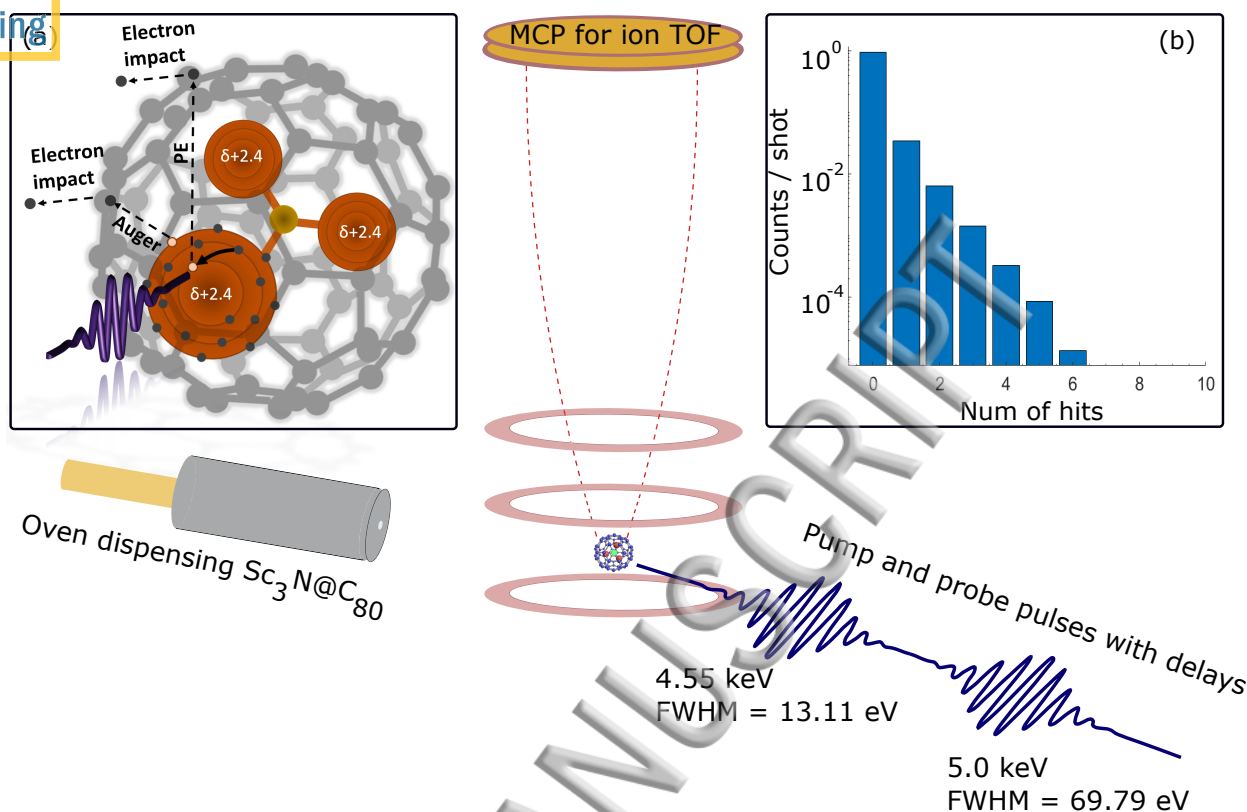 ing
(a)
Electron
impact
Electron
impact
PE
Auger
δ+2.4
δ+2.4
δ+2.4
MCP for ion TOF
(b)
Counts / shot
10^0
10^-2
10^-4
0 2 4 6 8 10
Num of hits
Oven dispensing Sc₃N@C₈₀
Pump and probe pulses with delays
4.55 keV
FWHM = 13.11 eV
5.0 keV
FWHM = 69.79 eV
NUSCRIPT